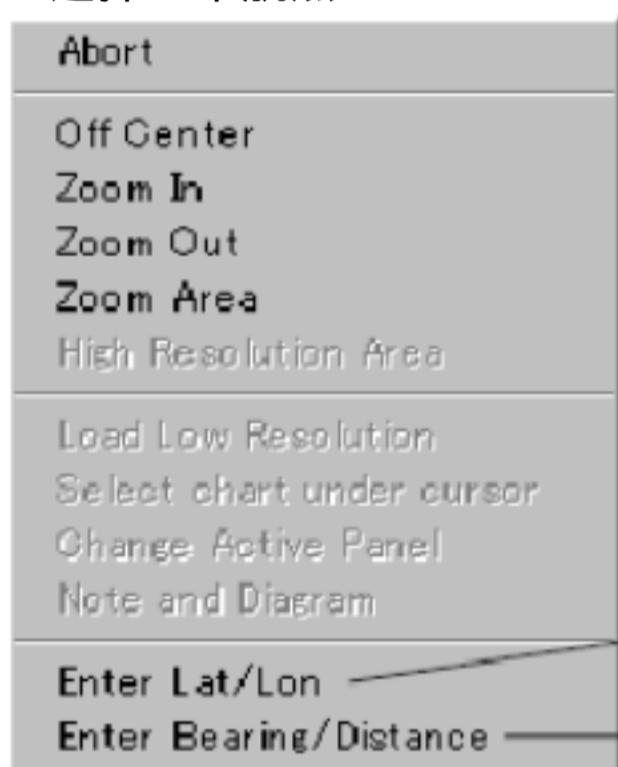 Abort
Off Center
Zoom In
Zoom Out
Zoom Area
High Resolution Area
Load Low Resolution
Select chart under cursor
Change Active Panel
Note and Diagram
Enter Lat/Lon
Enter Bearing/Distance